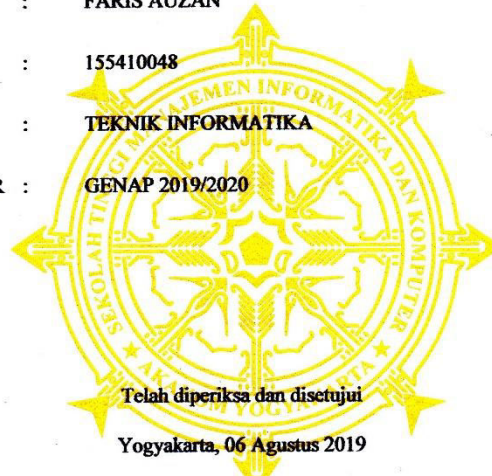 : FARIS AUZAN
: 155410048
: TEKNIK INFORMATIKA
R : GENAP 2019/2020
SEKOLAH TINGGI MANAJEMEN INFORMATIKA DAN KOMPUTER
AKAKOM YOGYAKARTA
Telah diperiksa dan disetujui
Yogyakarta, 06 Agustus 2019